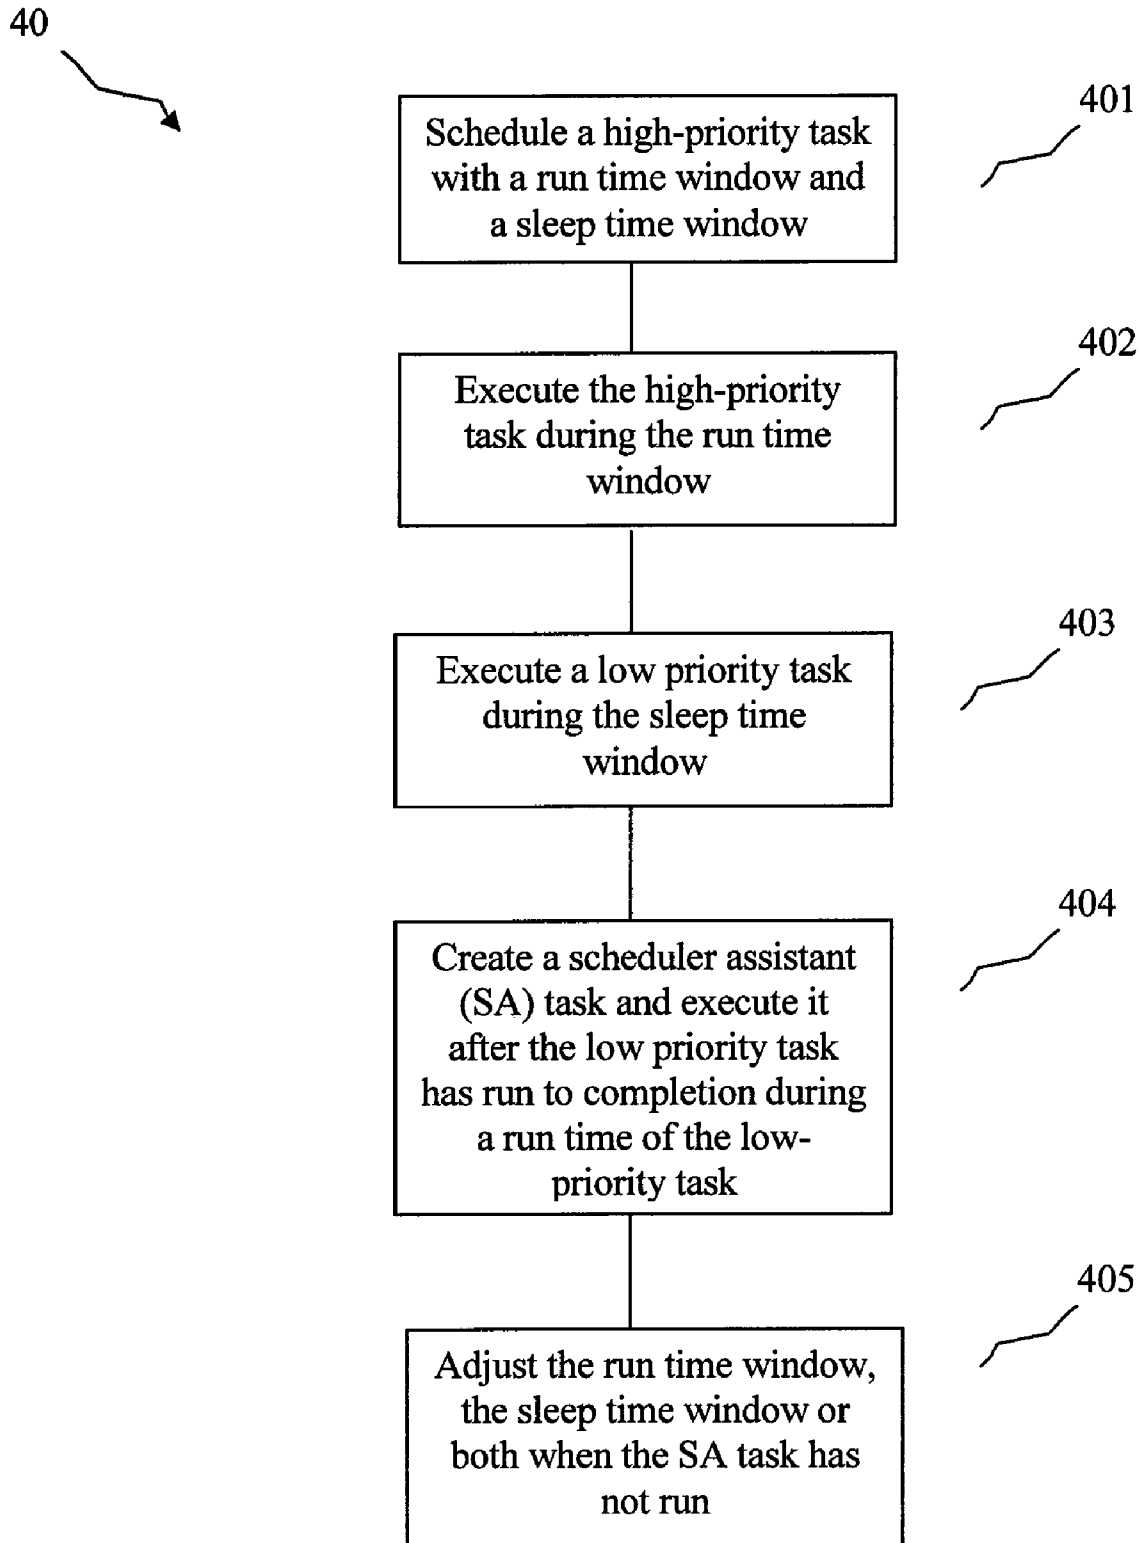 40
401
Schedule a high-priority task
with a run time window and
a sleep time window
402
Execute the high-priority
task during the run time
window
403
Execute a low priority task
during the sleep time
window
404
Create a scheduler assistant
(SA) task and execute it
after the low priority task
has run to completion during
a run time of the low-
priority task
405
Adjust the run time window,
the sleep time window or
both when the SA task has
not run